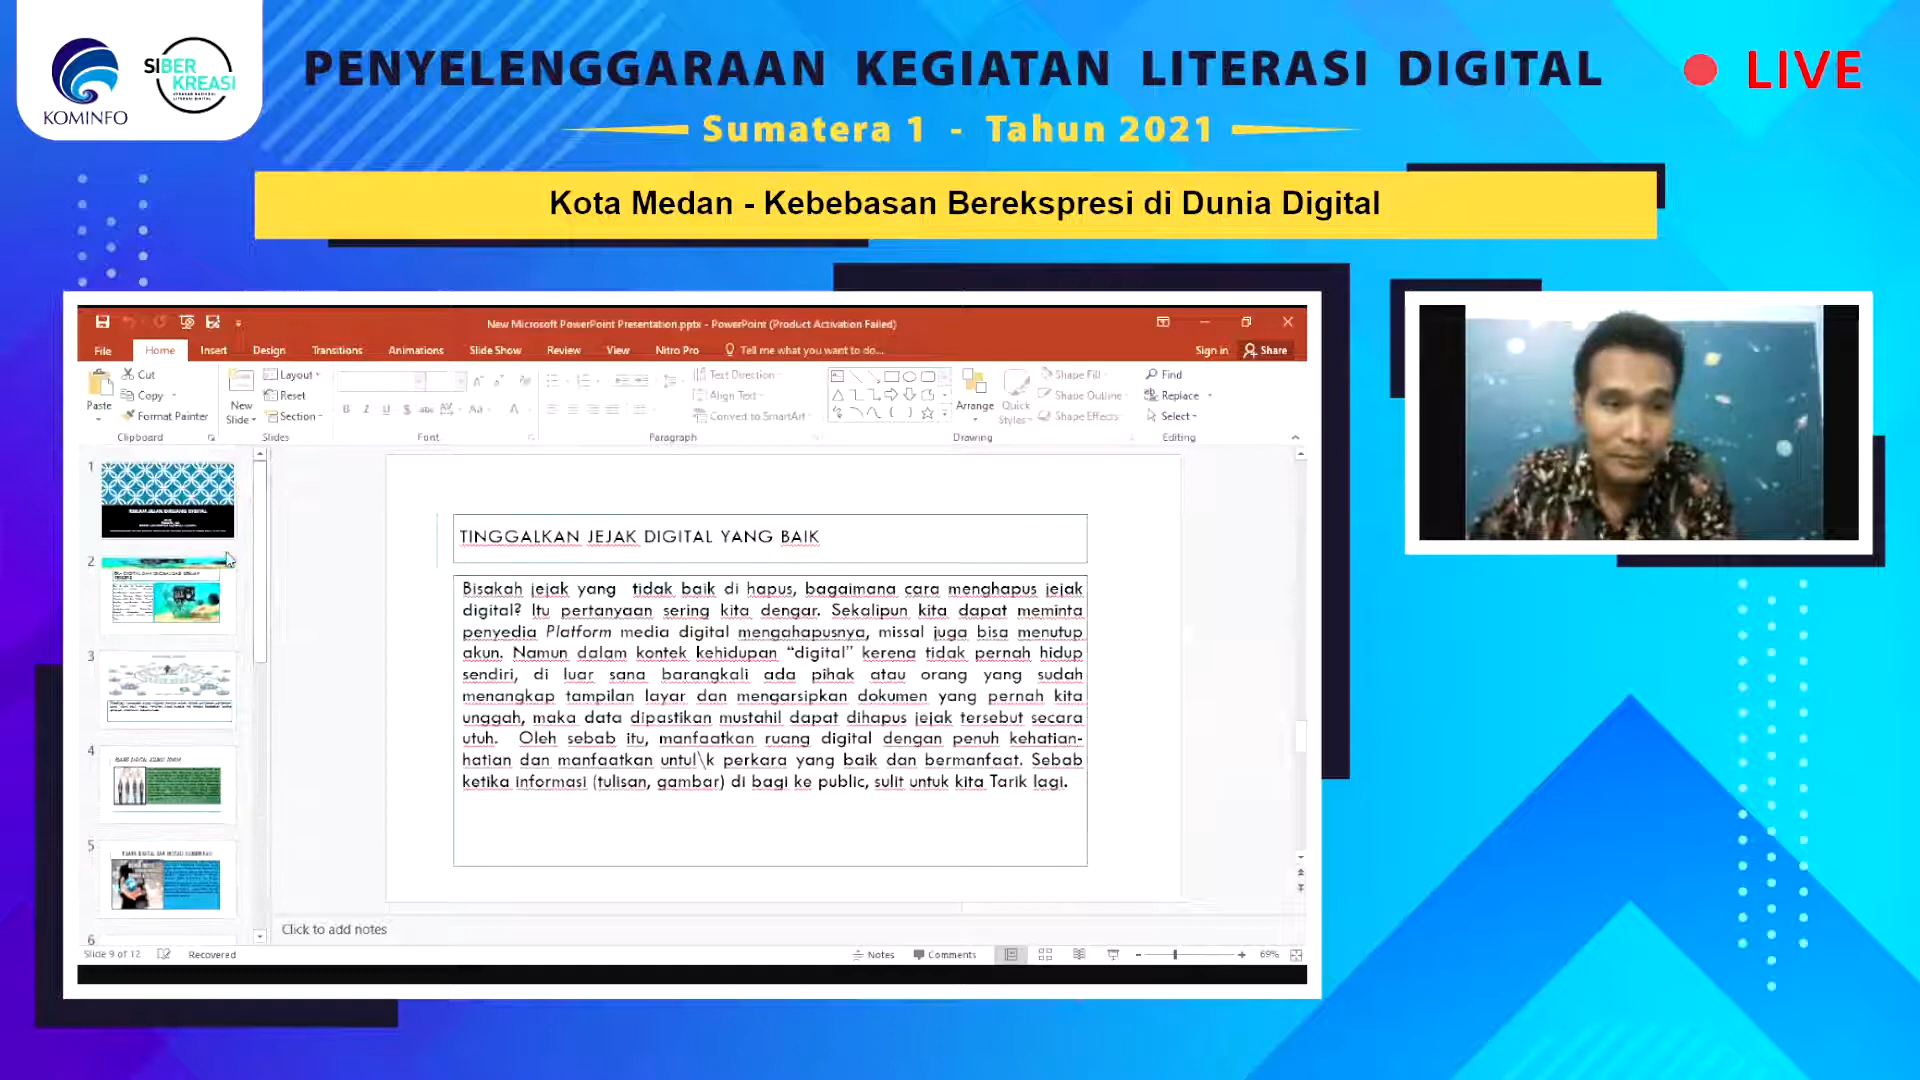 KOMINFO
SIBER
KREASI
PENYELENGGARAAN KEGIATAN LITERASI DIGITAL
LIVE
Sumatera 1 - Tahun 2021
Kota Medan - Kebebasan Berekspresi di Dunia Digital
New Microsoft PowerPoint Presentation.pptx - PowerPoint (Product Activation Failed)
File Home Insert Design Transitions Animations Slide Show Review View Nitro Pro Tell me what you want to do... Sign in Share
Paste
Cut
Copy
Format Painter
Clipboard
New
Slide
Layout
Reset
Section
Slides
Font
Text Direction
Align Text
Convert to SmartArt
Paragraph
Arrange
Quick
Styles
Shape Fill
Shape Outline
Shape Effects
Drawing
Find
Replace
Select
Editing
1
2
3
4
5
6
TINGGALKAN JEJAK DIGITAL YANG BAIK
Bisakah jejak yang tidak baik di hapus, bagaimana cara menghapus jejak
digital? Itu pertanyaan sering kita dengar. Sekalipun kita dapat meminta
penyedia Platform media digital mengahapusnya, missal juga bisa menutup
akun. Namun dalam kontek kehidupan “digital” kerena tidak pernah hidup
sendiri, di luar sana barangkali ada pihak atau orang yang sudah
menangkap tampilan layar dan mengarsipkan dokumen yang pernah kita
unggah, maka data dipastikan mustahil dapat dihapus jejak tersebut secara
utuh. Oleh sebab itu, manfaatkan ruang digital dengan penuh kehatian-
hatian dan manfaatkan untul\k perkara yang baik dan bermanfaat. Sebab
ketika informasi (tulisan, gambar) di bagi ke public, sulit untuk kita Tarik lagi.
Click to add notes
Slide 9 of 12 Recovered Notes Comments 69%